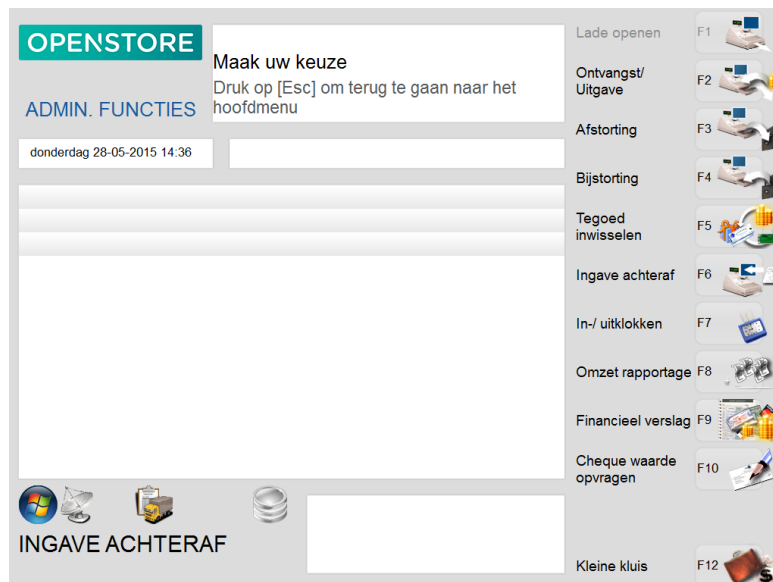 OPENSTORE
ADMIN. FUNCTIES
Maak uw keuze
Druk op [Esc] om terug te gaan naar het
hoofdmenu
donderdag 28-05-2015 14:36
Lade openen F1
Ontvangst/
Uitgave F2
Afstorting F3
Bijstorting F4
Tegoed
inwisselen F5
Ingave achteraf F6
In-/ uitklokken F7
Omzet rapportage F8
Financieel verslag F9
Cheque waarde
opvragen F10
Kleine kluis F12
INGAVE ACHTERAF